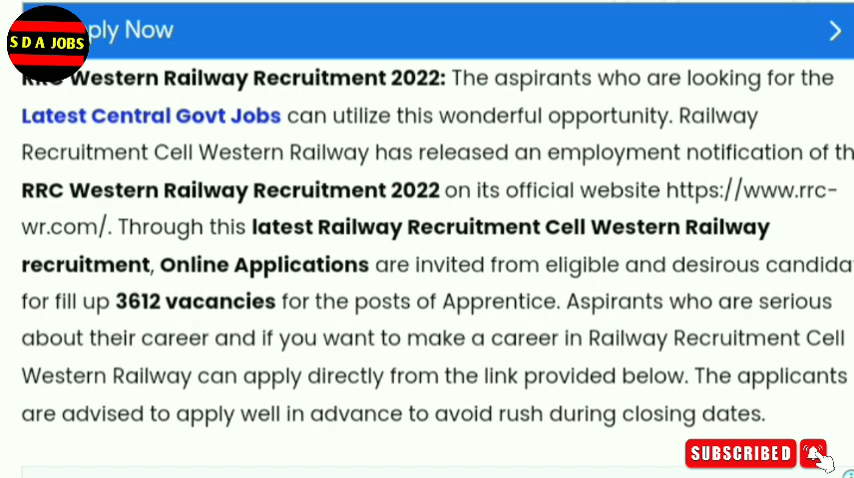 SDA JOBS
ply Now
RRC Western Railway Recruitment 2022: The aspirants who are looking for the
Latest Central Govt Jobs can utilize this wonderful opportunity. Railway
Recruitment Cell Western Railway has released an employment notification of th
RRC Western Railway Recruitment 2022 on its official website https://www.rrc-
wr.com/. Through this latest Railway Recruitment Cell Western Railway
recruitment, Online Applications are invited from eligible and desirous candida
for fill up 3612 vacancies for the posts of Apprentice. Aspirants who are serious
about their career and if you want to make a career in Railway Recruitment Cell
Western Railway can apply directly from the link provided below. The applicants
are advised to apply well in advance to avoid rush during closing dates.
SUBSCRIBED